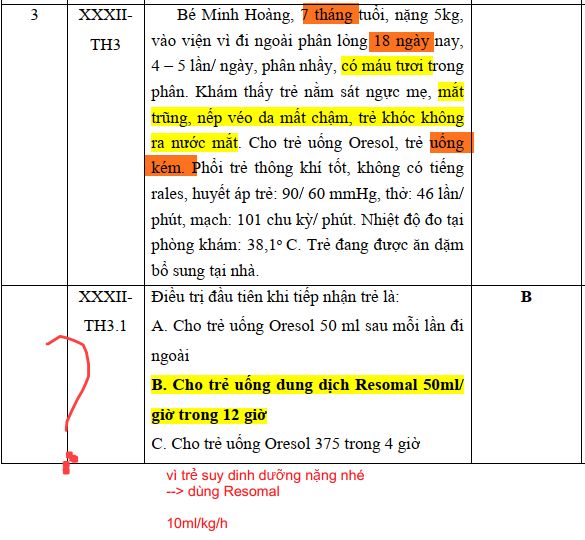 3
XXXII-
TH3
Bé Minh Hoàng, 7 tháng tuổi, nặng 5kg,
vào viện vì đi ngoài phân lỏng 18 ngày nay,
4 – 5 lần/ ngày, phân nhầy, có máu tươi trong
phân. Khám thấy trẻ nằm sát ngực mẹ, mắt
trũng, nếp véo da mất chậm, trẻ khóc không
ra nước mắt. Cho trẻ uống Oresol, trẻ uống
kém. Phổi trẻ thông khí tốt, không có tiếng
rales, huyết áp trẻ: 90/ 60 mmHg, thở: 46 lần/
phút, mạch: 101 chu kỳ/ phút. Nhiệt độ đo tại
phòng khám: 38,1º C. Trẻ đang được ăn dặm
bổ sung tại nhà.
XXXII-
TH3.1
Điều trị đầu tiên khi tiếp nhận trẻ là:
A. Cho trẻ uống Oresol 50 ml sau mỗi lần đi
ngoài
B. Cho trẻ uống dung dịch Resomal 50ml/
giờ trong 12 giờ
C. Cho trẻ uống Oresol 375 trong 4 giờ
B
?
vì trẻ suy dinh dưỡng nặng nhé
--> dùng Resomal
10ml/kg/h